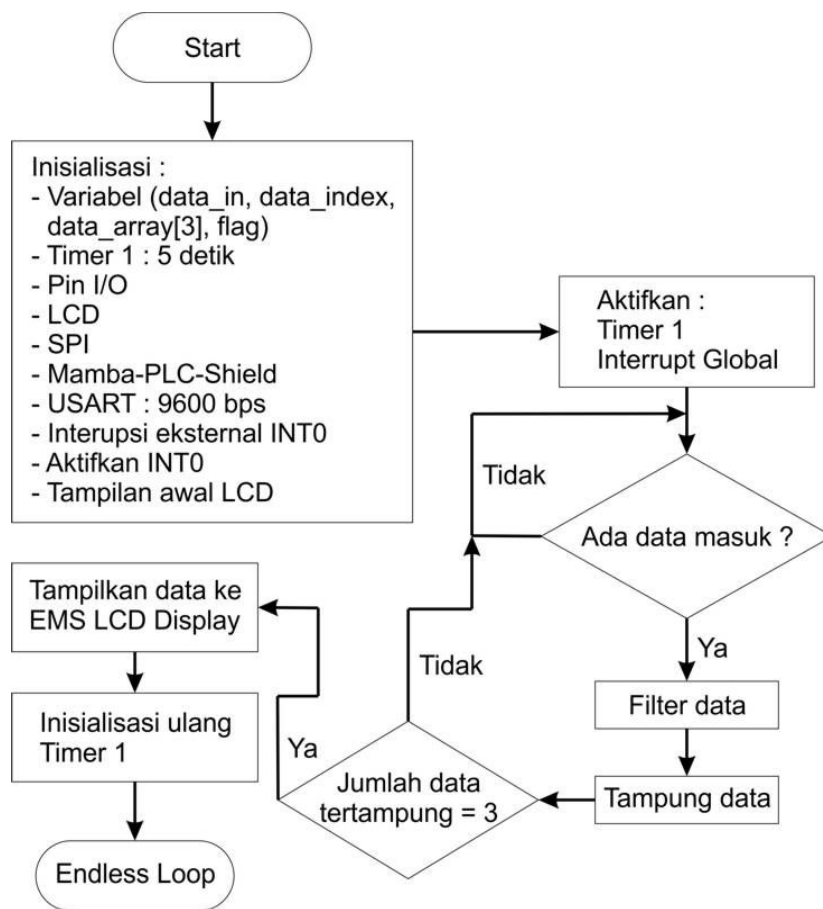 Start
Inisialisasi :
- Variabel (data_in, data_index,
data_array[3], flag)
- Timer 1 : 5 detik
- Pin I/O
- LCD
- SPI
- Mamba-PLC-Shield
- USART : 9600 bps
- Interupsi eksternal INT0
- Aktifkan INT0
- Tampilan awal LCD
Aktifkan :
Timer 1
Interrupt Global
Tidak
Ada data masuk ?
Ya
Filter data
Tampung data
Jumlah data
tertampung = 3
Tidak
Ya
Tampilkan data ke
EMS LCD Display
Inisialisasi ulang
Timer 1
Endless Loop